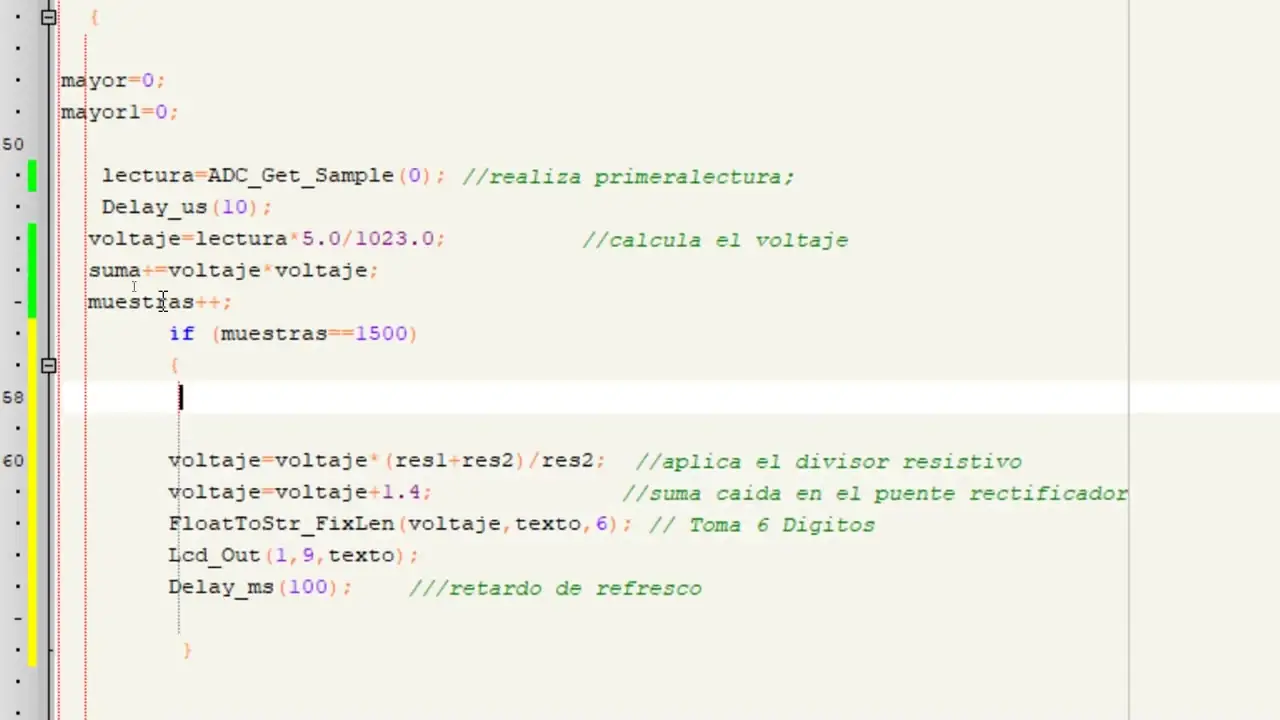 {
mayor=0;
mayor1=0;
50
lectura=ADC_Get_Sample(0); //realiza primeralectura;
Delay_us(10);
voltaje=lectura*5.0/1023.0; //calcula el voltaje
suma+=voltaje*voltaje;
muestras++;
if (muestras==1500)
{
58
60 voltaje=voltaje*(res1+res2)/res2; //aplica el divisor resistivo
voltaje=voltaje+1.4; //suma caida en el puente rectificador
FloatToStr_FixLen(voltaje,texto,6); // Toma 6 Digitos
Lcd_Out(1,9,texto);
Delay_ms(100); ///retardo de refresco
}